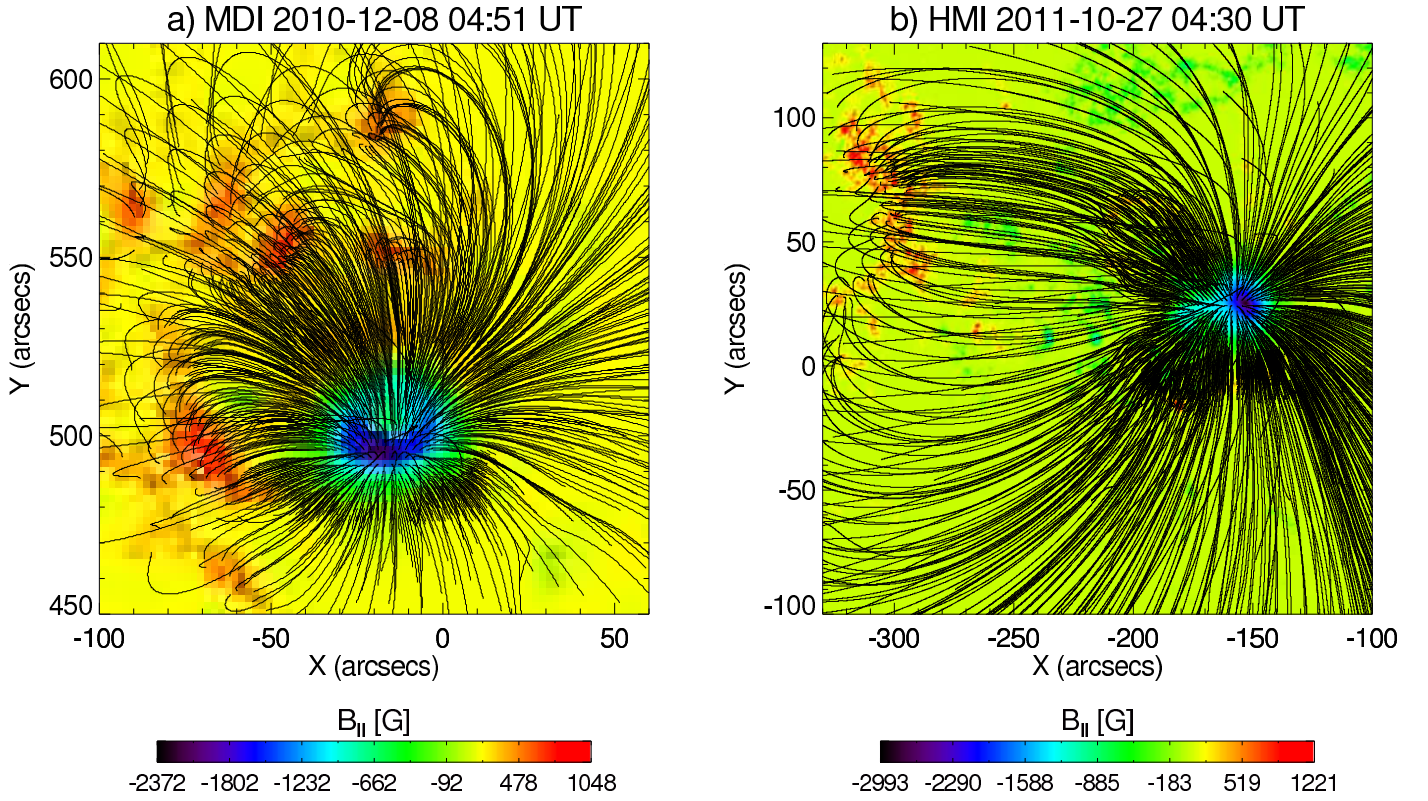 a) MDI 2010-12-08 04:51 UT
600
550
500
450
Y (arcsecs)
-100 -50 0 50
X (arcsecs)
B|| [G]
-2372 -1802 -1232 -662 -92 478 1048
b) HMI 2011-10-27 04:30 UT
100
50
0
-50
-100
Y (arcsecs)
-300 -250 -200 -150 -100
X (arcsecs)
B|| [G]
-2993 -2290 -1588 -885 -183 519 1221